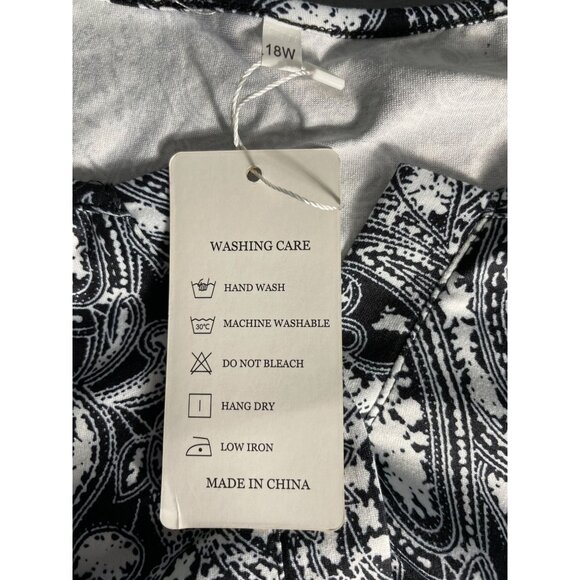 18W
WASHING CARE
HAND WASH
30°C MACHINE WASHABLE
DO NOT BLEACH
HANG DRY
LOW IRON
MADE IN CHINA